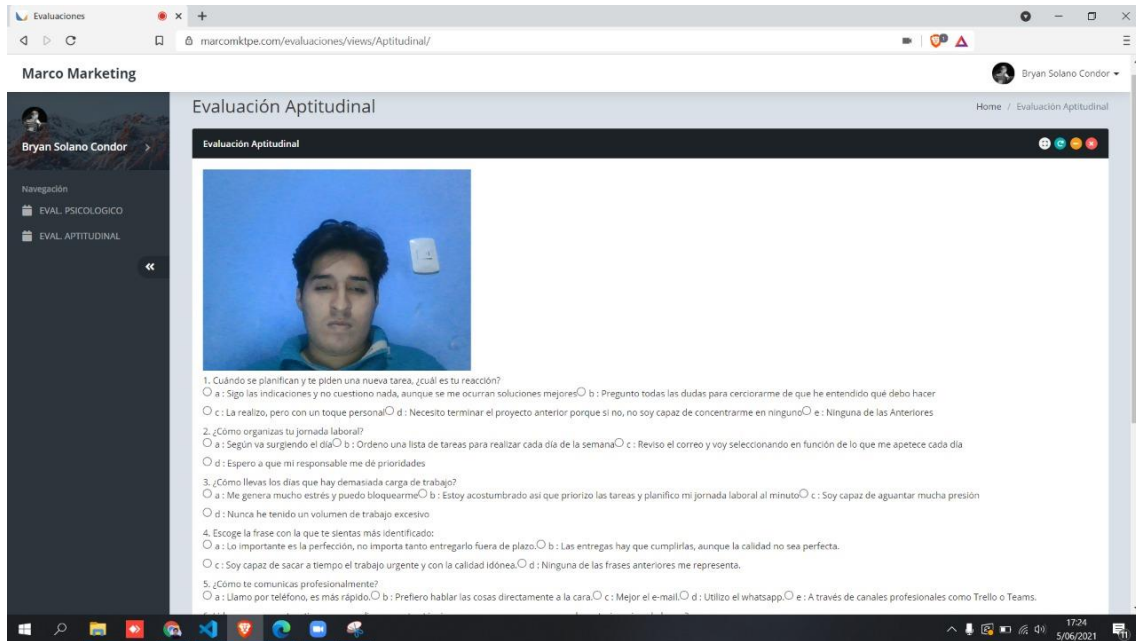 Evaluaciones
marcomktpe.com/evaluaciones/views/Aptitudinal/
Marco Marketing
Bryan Solano Condor
Evaluación Aptitudinal
Home / Evaluación Aptitudinal
Bryan Solano Condor
Evaluación Aptitudinal
Navegación
EVAL. PSICOLOGICO
EVAL. APTITUDINAL
1. Cuándo se planifican y te piden una nueva tarea, ¿cuál es tu reacción?
a : Sigo las indicaciones y no cuestiono nada, aunque se me ocurran soluciones mejores b : Pregunto todas las dudas para cerciorarme de que he entendido qué debo hacer
c : La realizo, pero con un toque personal d : Necesito terminar el proyecto anterior porque si no, no soy capaz de concentrarme en ninguno e : Ninguna de las Anteriores
2. ¿Cómo organizas tu jornada laboral?
a : Según va surgiendo el día b : Ordeno una lista de tareas para realizar cada día de la semana c : Reviso el correo y voy seleccionando en función de lo que me apetece cada día
d : Espero a que mi responsable me dé prioridades
3. ¿Cómo llevas los días que hay demasiada carga de trabajo?
a : Me genera mucho estrés y puedo bloquearme b : Estoy acostumbrado así que priorizo las tareas y planifico mi jornada laboral al minuto c : Soy capaz de aguantar mucha presión
d : Nunca he tenido un volumen de trabajo excesivo
4. Escoge la frase con la que te sientas más identificado:
a : Lo importante es la perfección, no importa tanto entregarlo fuera de plazo. b : Las entregas hay que cumplirlas, aunque la calidad no sea perfecta.
c : Soy capaz de sacar a tiempo el trabajo urgente y con la calidad idónea. d : Ninguna de las frases anteriores me representa.
5. ¿Cómo te comunicas profesionalmente?
a : Llamo por teléfono, es más rápido. b : Prefiero hablar las cosas directamente a la cara. c : Mejor el e-mail. d : Utilizo el whatsapp. e : A través de canales profesionales como Trello o Teams.
17:24
5/06/2021